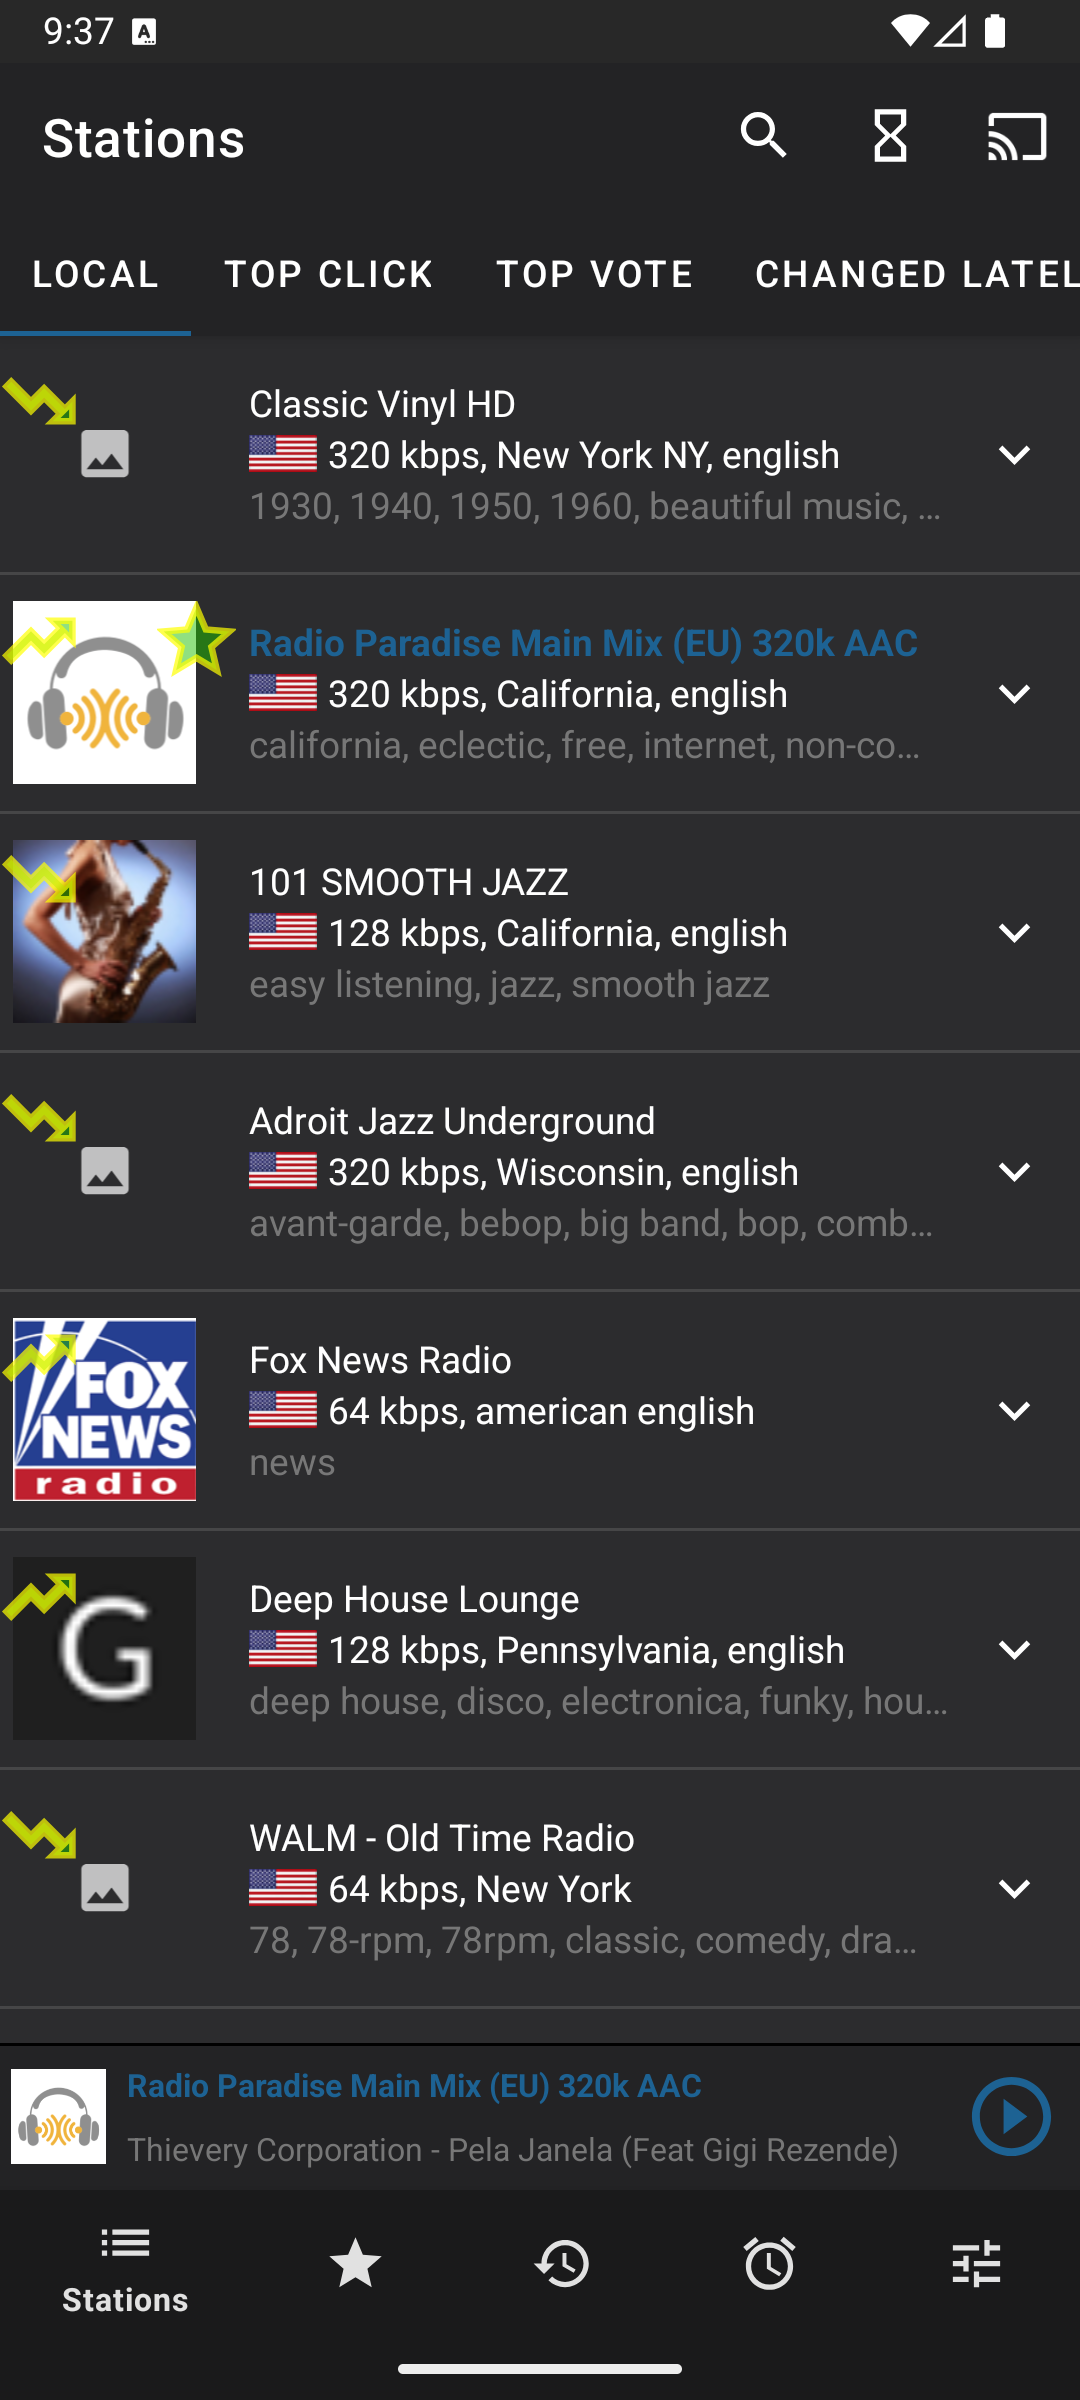 9:37
Stations
LOCAL TOP CLICK TOP VOTE CHANGED LATEL
Classic Vinyl HD
320 kbps, New York NY, english
1930, 1940, 1950, 1960, beautiful music, ...
Radio Paradise Main Mix (EU) 320k AAC
320 kbps, California, english
california, eclectic, free, internet, non-co...
101 SMOOTH JAZZ
128 kbps, California, english
easy listening, jazz, smooth jazz
Adroit Jazz Underground
320 kbps, Wisconsin, english
avant-garde, bebop, big band, bop, comb...
FOX
NEWS
radio
Fox News Radio
64 kbps, american english
news
G
Deep House Lounge
128 kbps, Pennsylvania, english
deep house, disco, electronica, funky, hou...
WALM - Old Time Radio
64 kbps, New York
78, 78-rpm, 78rpm, classic, comedy, dra...
Radio Paradise Main Mix (EU) 320k AAC
Thievery Corporation - Pela Janela (Feat Gigi Rezende)
Stations